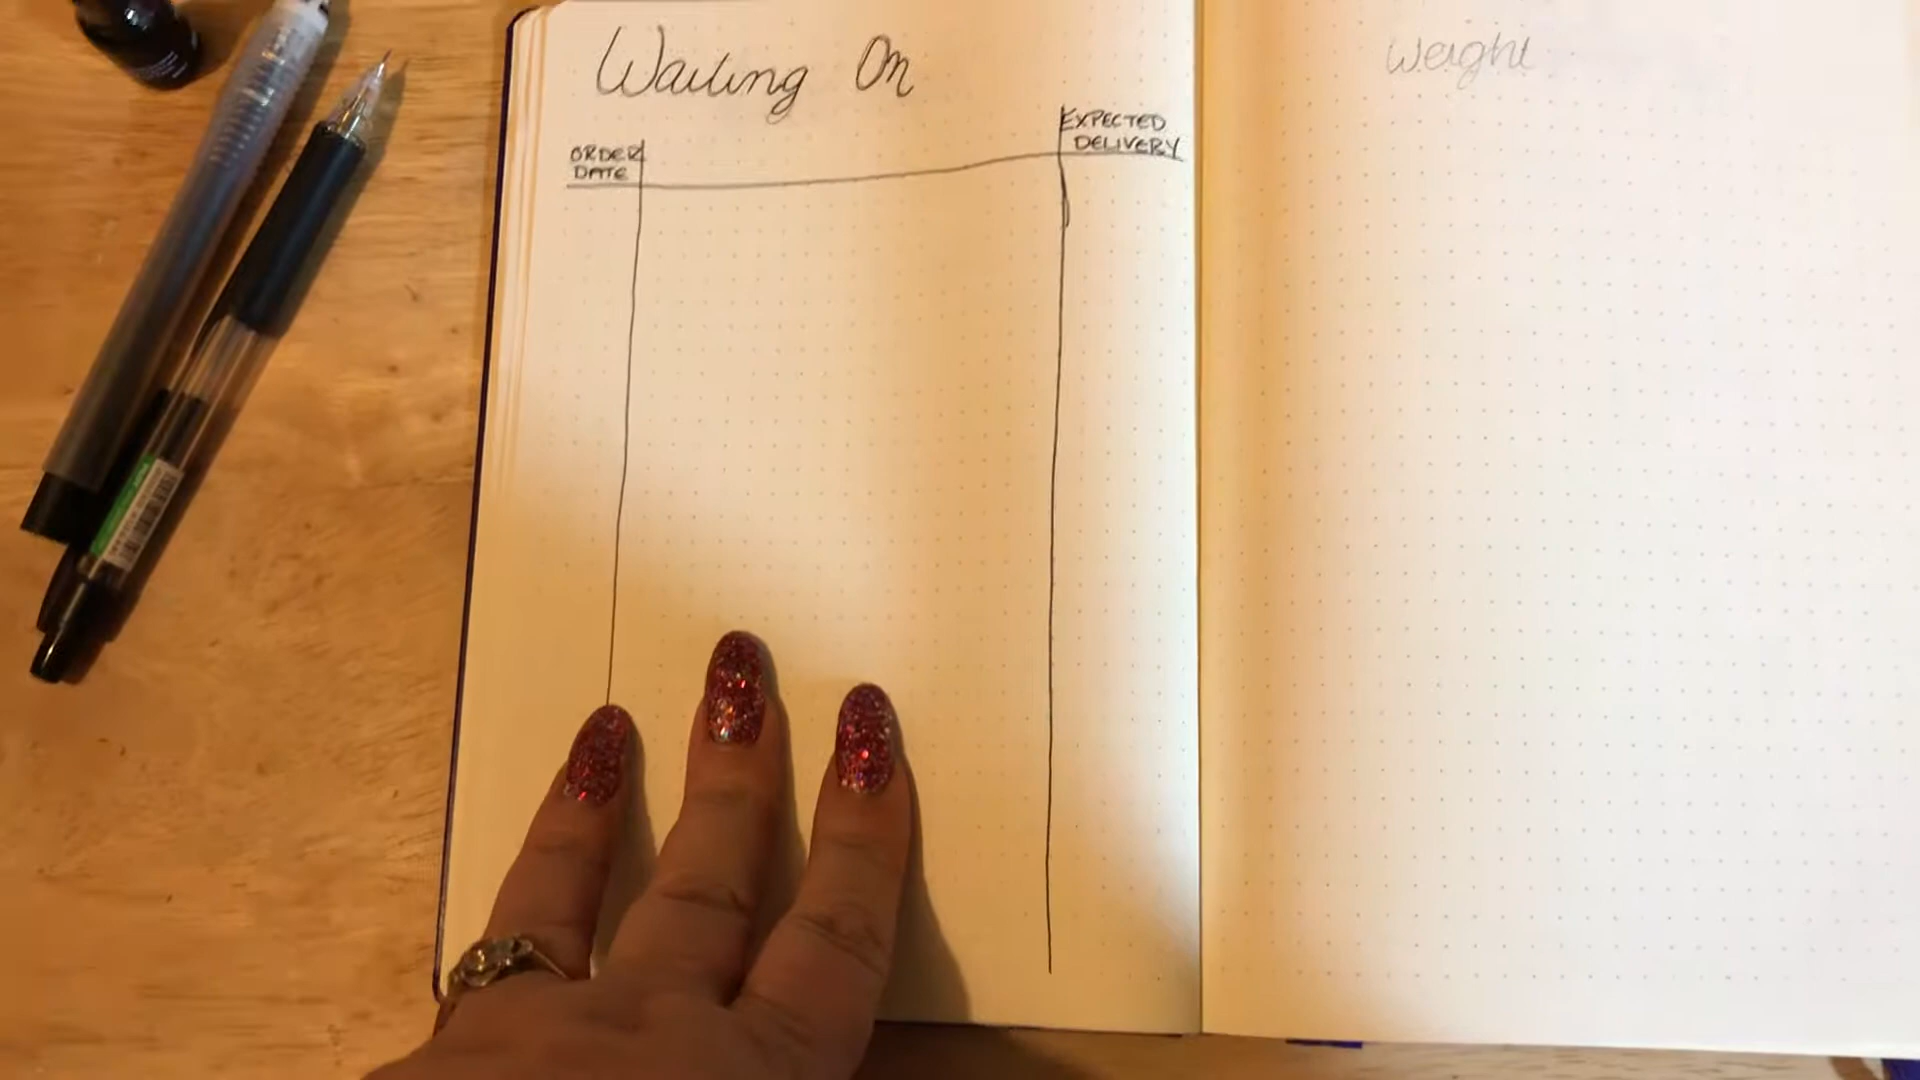 Waiting On
ORDER
DATE
EXPECTED
DELIVERY
Weight